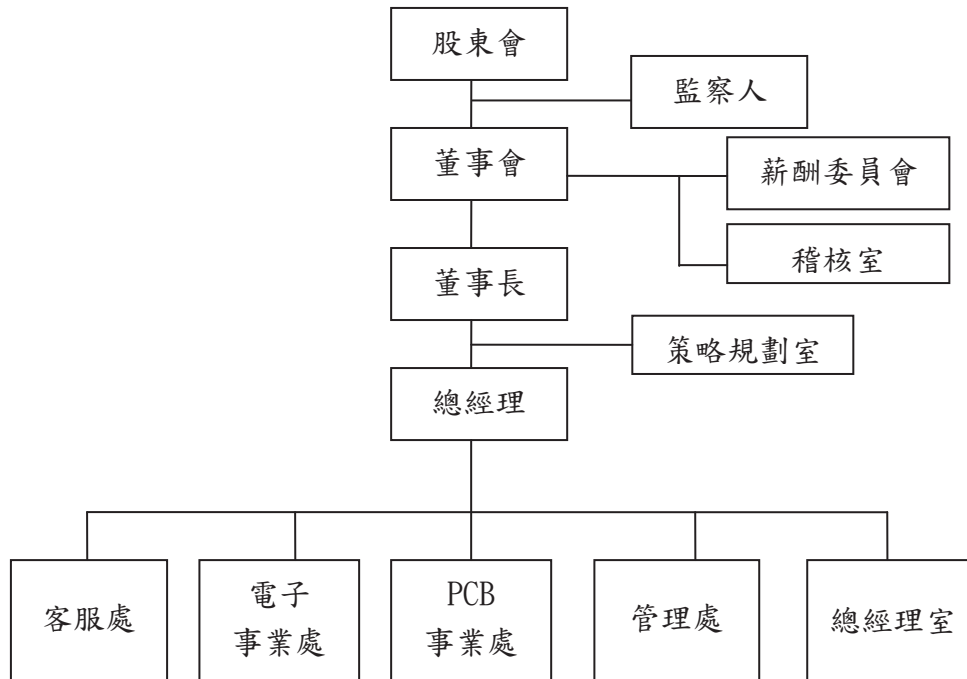 股東會
監察人
董事會
薪酬委員會
稽核室
董事長
策略規劃室
總經理
客服處
電子
事業處
PCB
事業處
管理處
總經理室